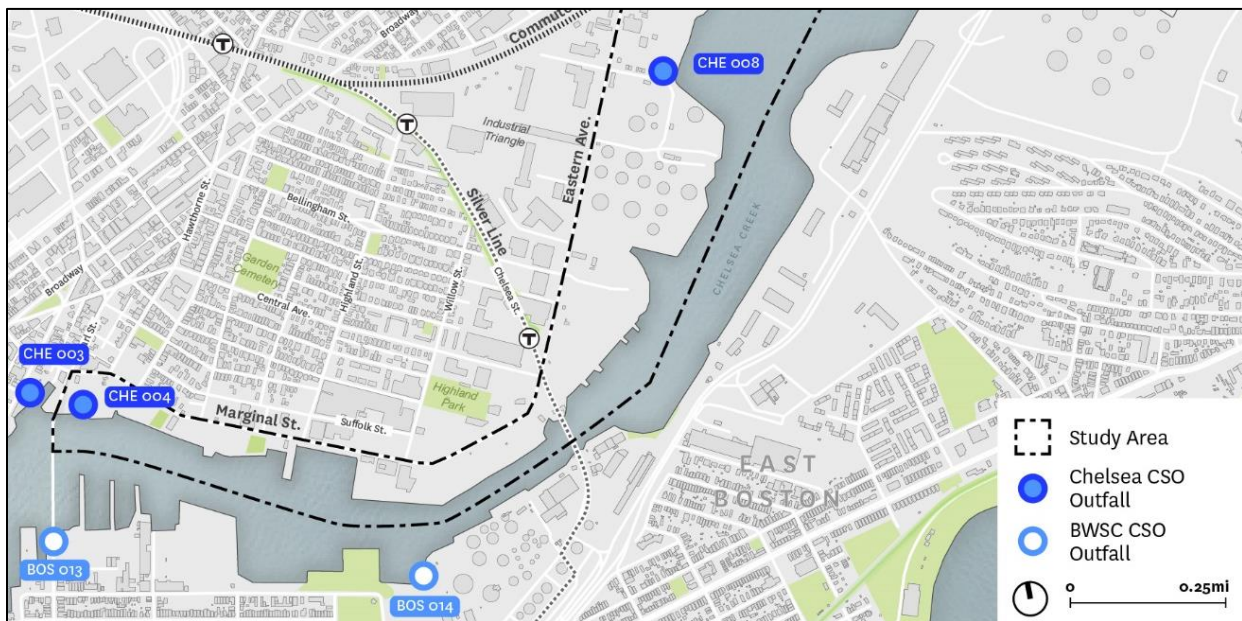 Broadway
Commute
T
CHE 008
T
Industrial
Triangle
Eastern Ave.
Hawthorne St.
Bellingham St.
Silver Line
CHELSEA CREEK
Garden
Cemetery
Highland St.
Willow St.
Chelsea St.
Broadway
Central Ave.
T
CHE 003
CHE 004
Marginal St.
Highland
Park
Suffolk St.
EAST
BOSTON
BOS 013
BOS 014
Study Area
Chelsea CSO
Outfall
BWSC CSO
Outfall
0 0.25mi